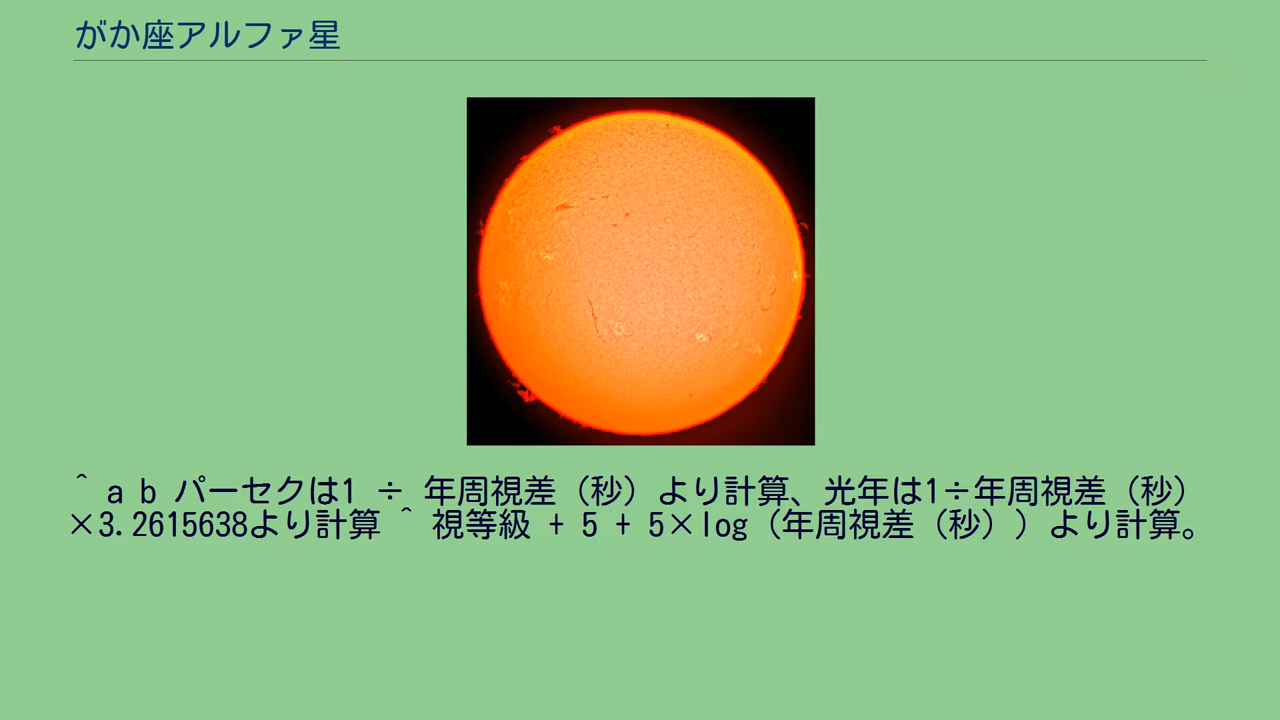 がか座アルファ星
^ a b パーセクは1 ÷ 年周視差（秒）より計算、光年は1÷年周視差（秒）
×3.2615638より計算 ^ 視等級 + 5 + 5×log（年周視差（秒））より計算。